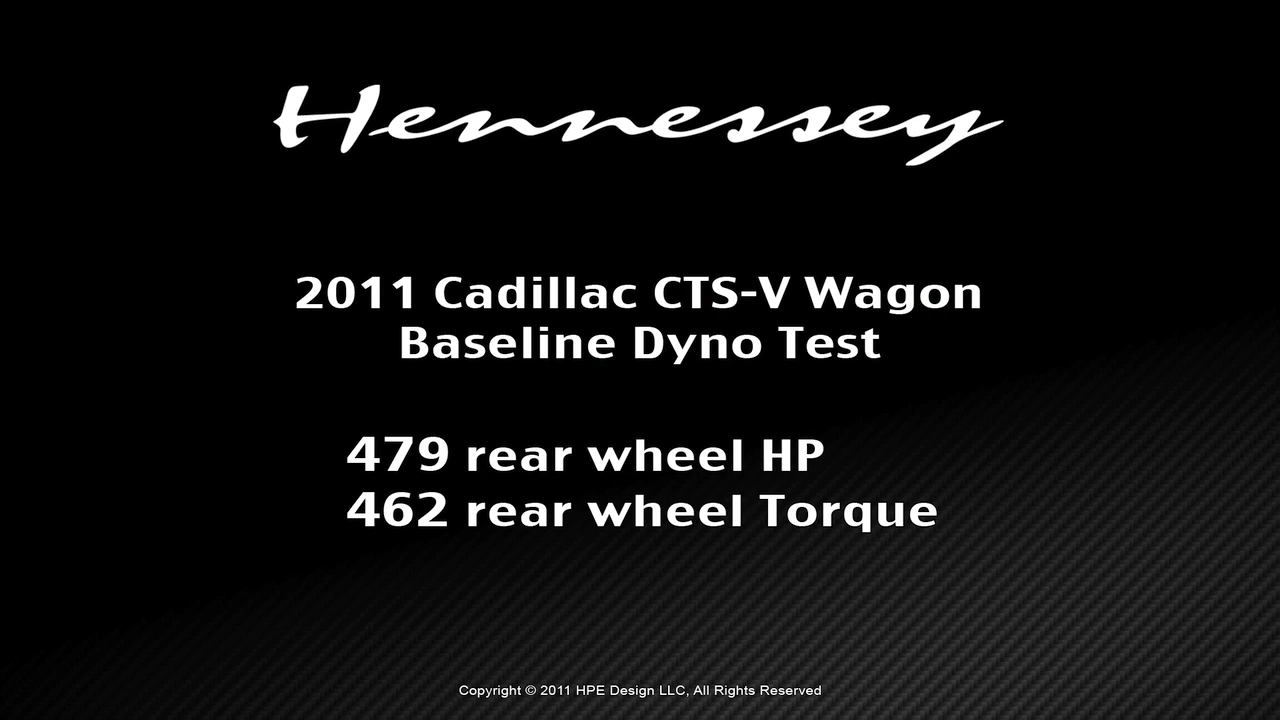 Hennessey
2011 Cadillac CTS-V Wagon
Baseline Dyno Test
479 rear wheel HP
462 rear wheel Torque
Copyright © 2011 HPE Design LLC, All Rights Reserved